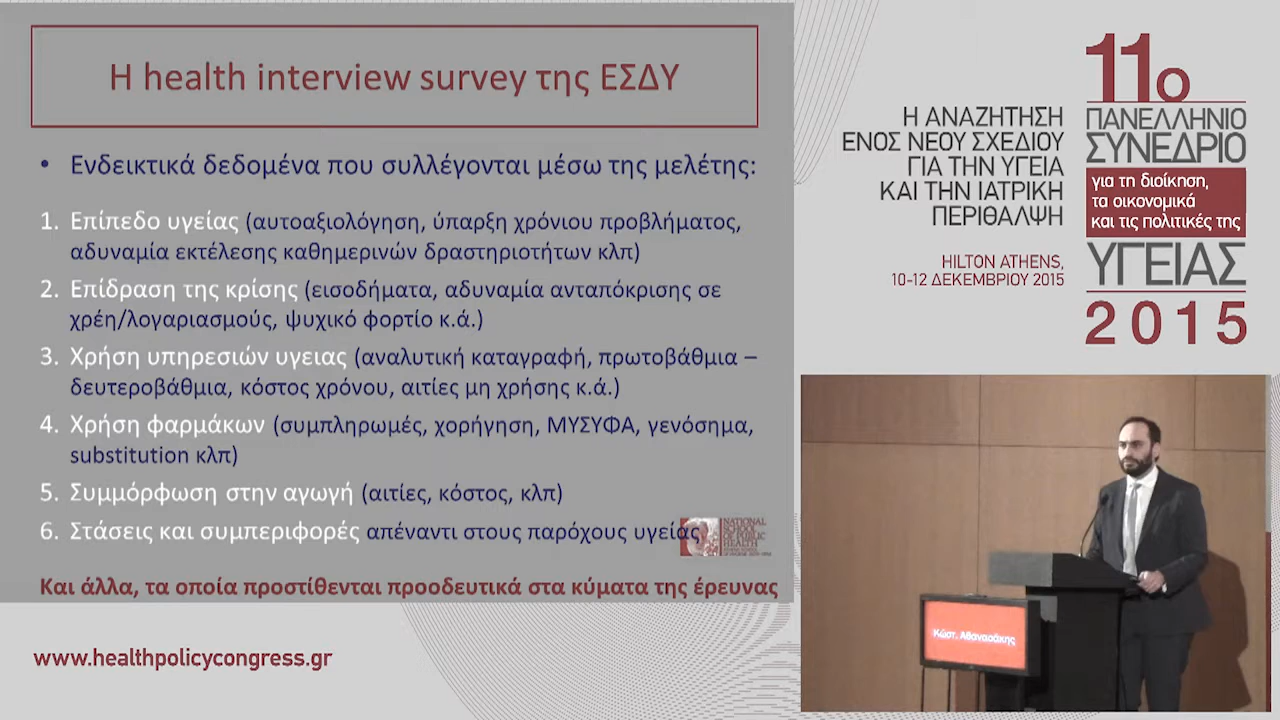 Η health interview survey της ΕΣΔΥ
• Ενδεικτικά δεδομένα που συλλέγονται μέσω της μελέτης:
1. Επίπεδο υγείας (αυτοαξιολόγηση, ύπαρξη χρόνιου προβλήματος,
αδυναμία εκτέλεσης καθημερινών δραστηριοτήτων κλπ)
2. Επίδραση της κρίσης (εισοδήματα, αδυναμία ανταπόκρισης σε
χρέη/λογαριασμούς, ψυχικό φορτίο κ.ά.)
3. Χρήση υπηρεσιών υγειας (αναλυτική καταγραφή, πρωτοβάθμια –
δευτεροβάθμια, κόστος χρόνου, αιτίες μη χρήσης κ.ά.)
4. Χρήση φαρμάκων (συμπληρωμές, χορήγηση, ΜΥΣΥΦΑ, γενόσημα,
substitution κλπ)
5. Συμμόρφωση στην αγωγή (αιτίες, κόστος, κλπ)
6. Στάσεις και συμπεριφορές απέναντι στους παρόχους υγείας
NATIONAL
SCHOOL
OF PUBLIC
HEALTH
Και άλλα, τα οποία προστίθενται προοδευτικά στα κύματα της έρευνας
www.healthpolicycongress.gr
Η ΑΝΑΖΗΤΗΣΗ
ΕΝΟΣ ΝΕΟΥ ΣΧΕΔΙΟΥ
ΓΙΑ ΤΗΝ ΥΓΕΙΑ
ΚΑΙ ΤΗΝ ΙΑΤΡΙΚΗ
ΠΕΡΙΘΑΛΨΗ
HILTON ATHENS,
10-12 ΔΕΚΕΜΒΡΙΟΥ 2015
11ο
ΠΑΝΕΛΛΗΝΙΟ
ΣΥΝΕΔΡΙΟ
για τη διοίκηση,
τα οικονομικά
και τις πολιτικές της
ΥΓΕΙΑΣ
2015
Κώστ. Αθανασάκης